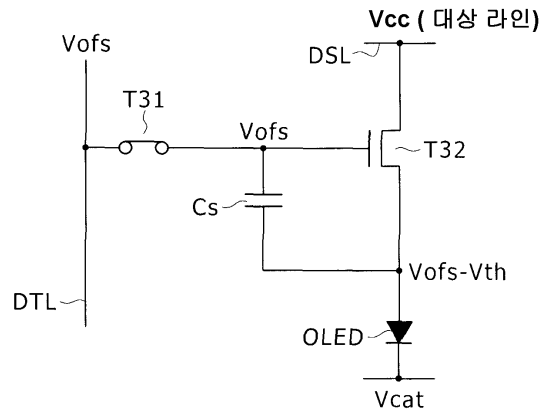 Vcc ( 대상 라인)
Vofs
DSL
T31
Vofs
T32
Cs
Vofs-Vth
DTL
OLED
Vcat